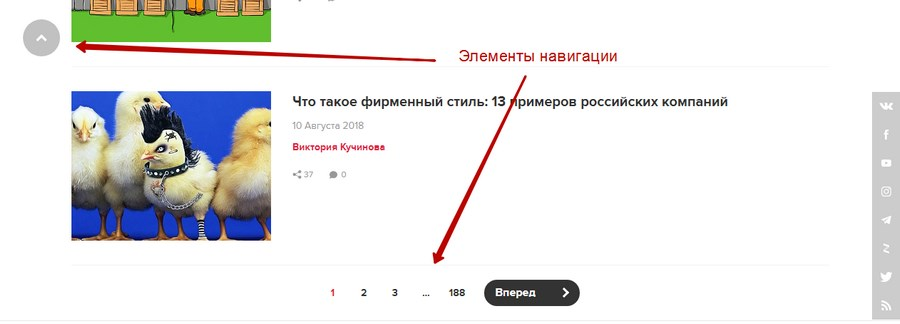 Элементы навигации
Что такое фирменный стиль: 13 примеров российских компаний
10 Августа 2018
Виктория Кучинова
37 0
1 2 3 ... 188 Вперед